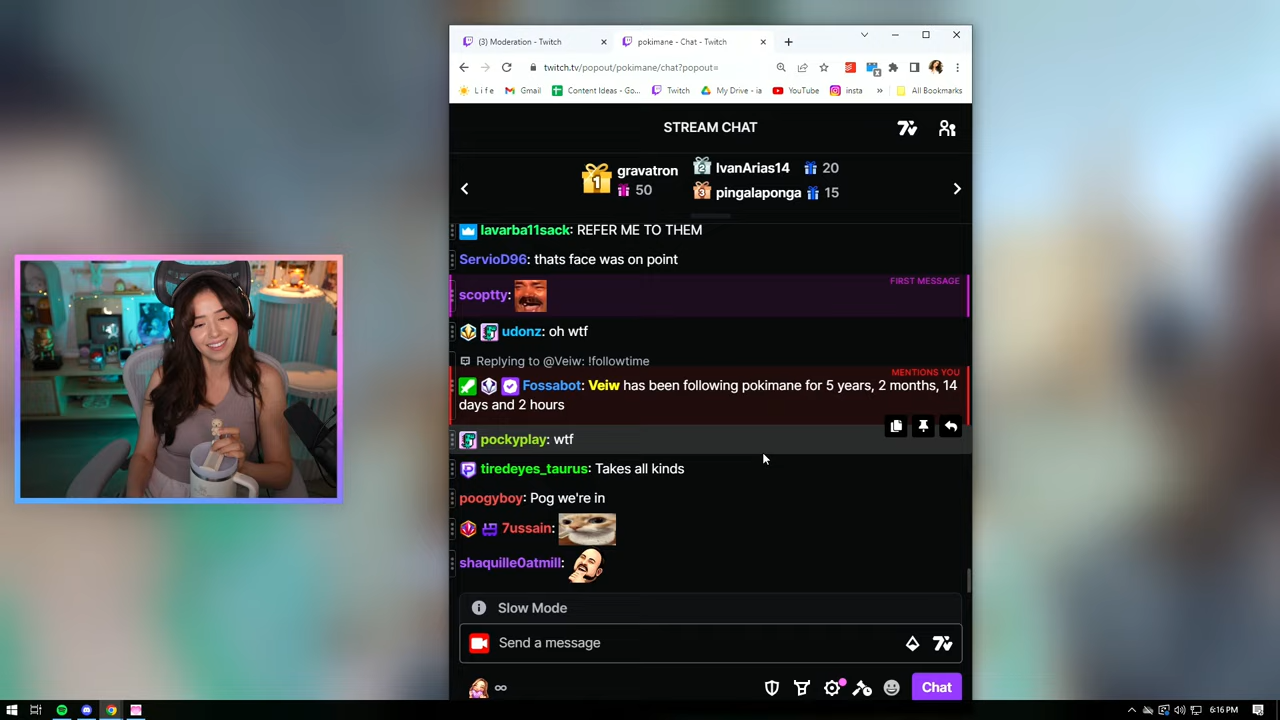 (3) Moderation - Twitch
pokimane - Chat - Twitch
twitch.tv/popout/pokimane/chat?popout=
L i f e
Gmail
Content Ideas - Go...
Twitch
My Drive - ia
YouTube
insta
»
All Bookmarks
STREAM CHAT
1 gravatron 50
2 IvanArias14 20
3 pingalaponga 15
lavarba11sack: REFER ME TO THEM
ServioD96: thats face was on point
FIRST MESSAGE
scoptty:
udonz: oh wtf
Replying to @Veiw: !followtime
MENTIONS YOU
Fossabot: Veiw has been following pokimane for 5 years, 2 months, 14
days and 2 hours
pockyplay: wtf
tiredeyes_taurus: Takes all kinds
poogyboy: Pog we're in
7ussain:
shaquille0atmill:
Slow Mode
Send a message
∞
Chat
6:16 PM